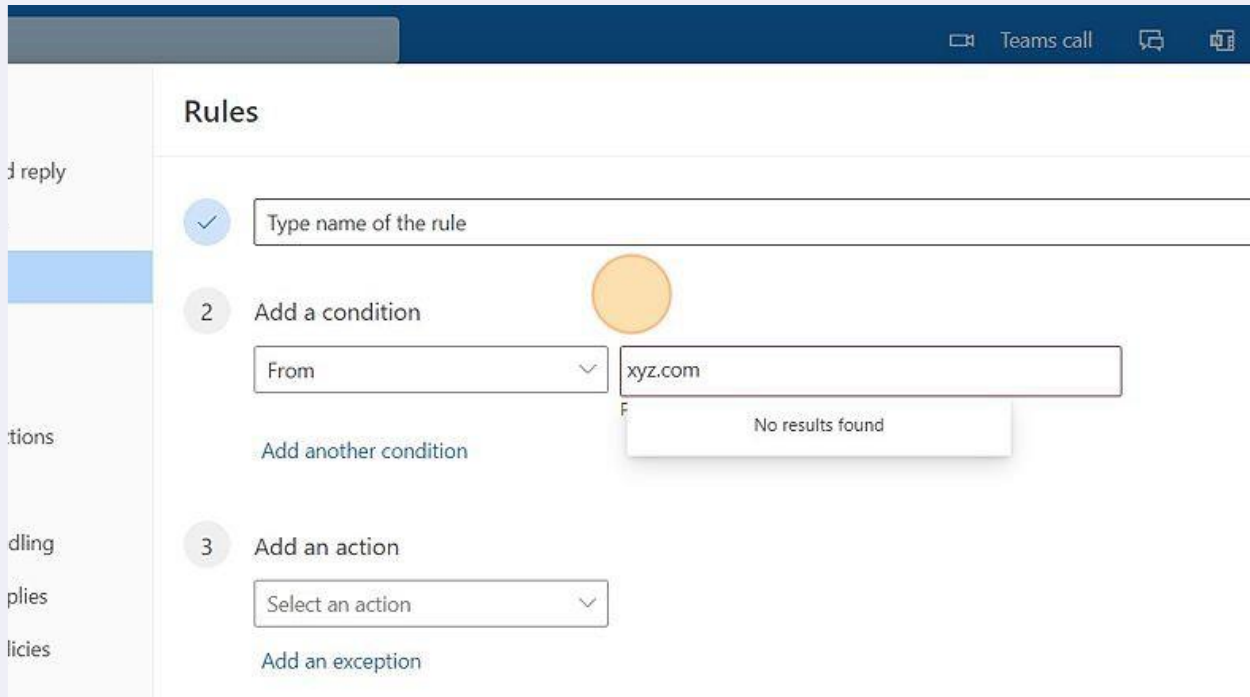 Teams call
Rules
d reply
Type name of the rule
2 Add a condition
From
xyz.com
No results found
tions
Add another condition
dling
3 Add an action
plies
Select an action
licies
Add an exception